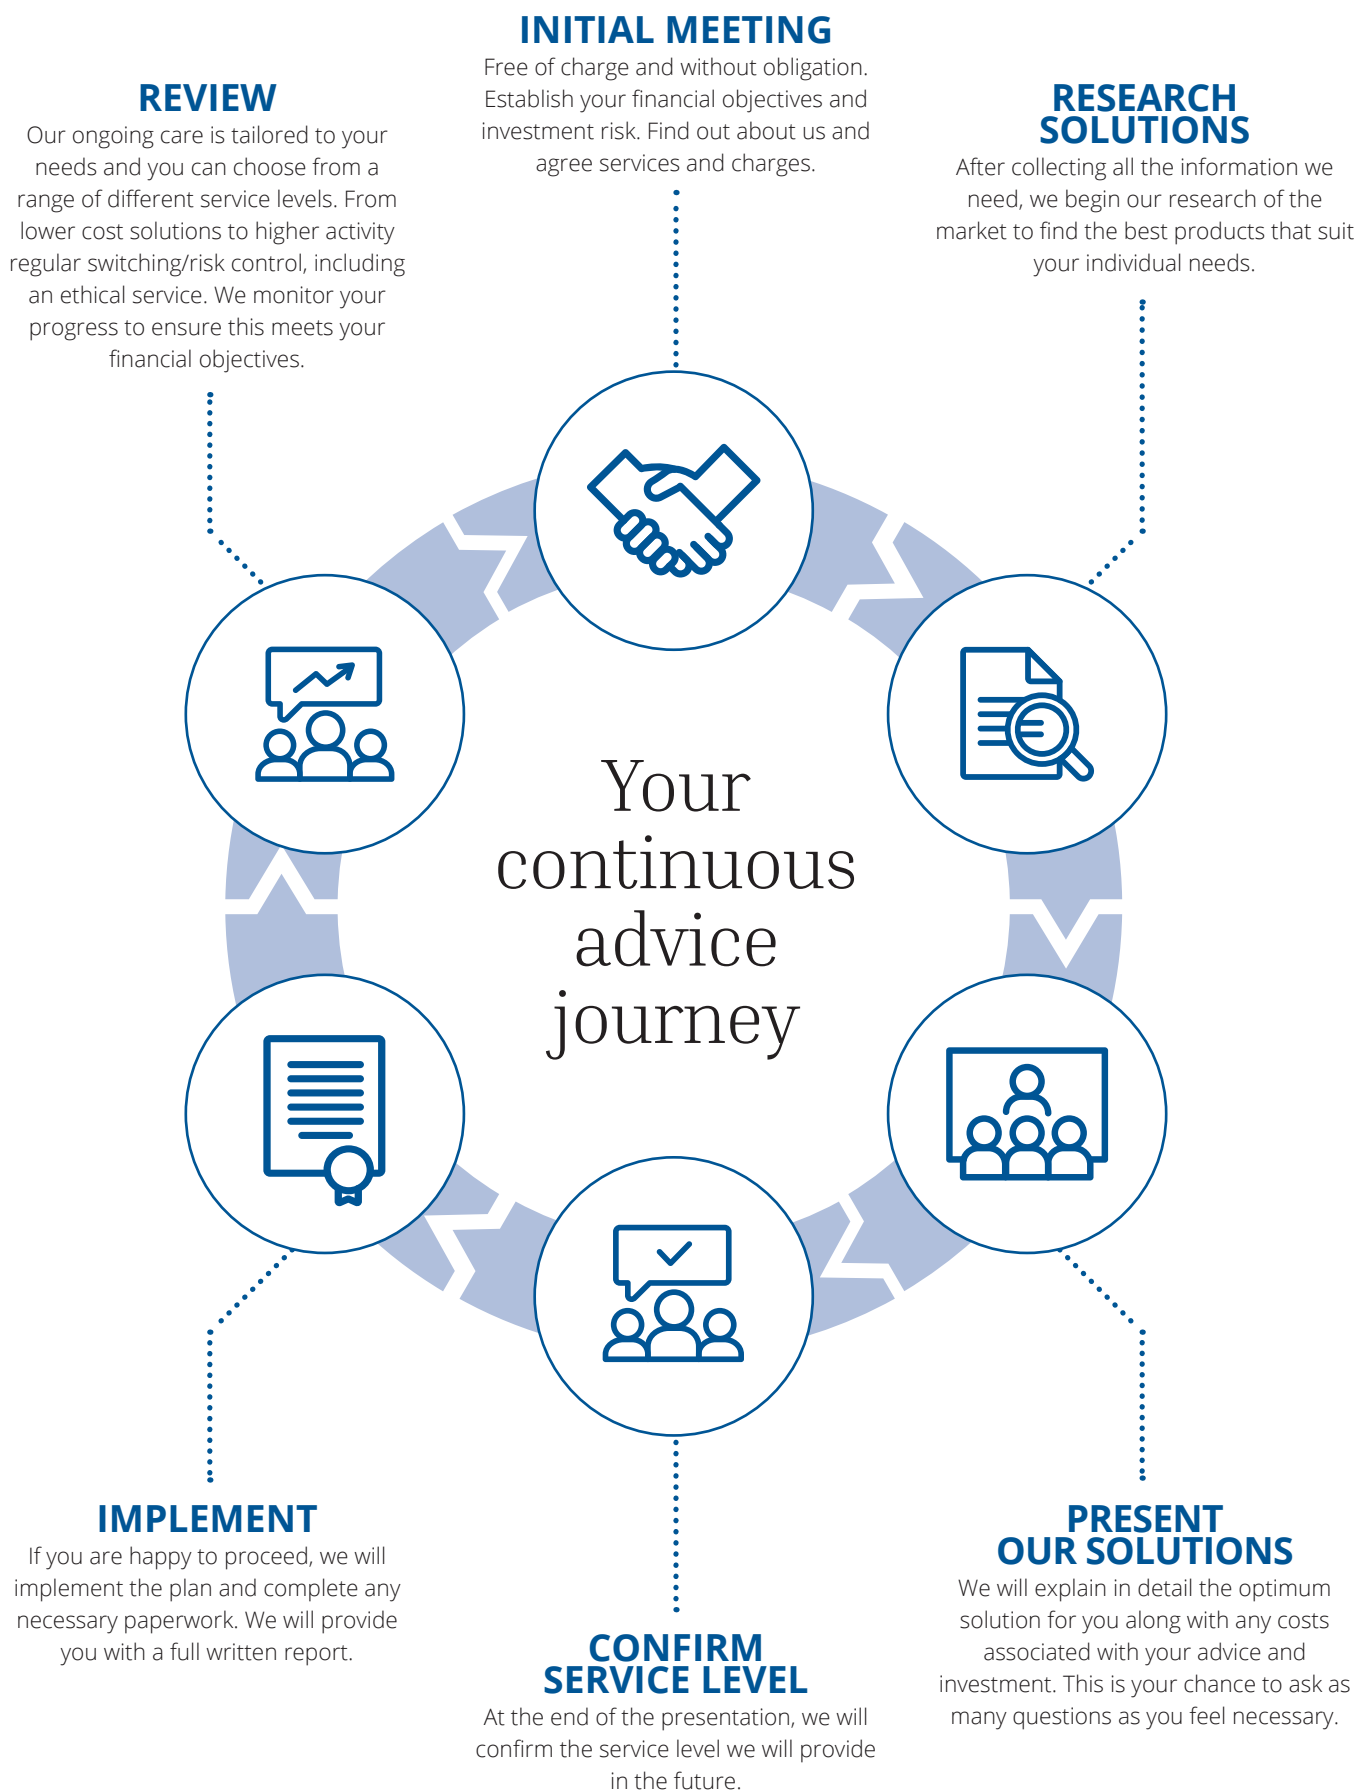 INITIAL MEETING
Free of charge and without obligation.
Establish your financial objectives and
investment risk. Find out about us and
agree services and charges.
RESEARCH
SOLUTIONS
After collecting all the information we
need, we begin our research of the
market to find the best products that suit
your individual needs.
PRESENT
OUR SOLUTIONS
We will explain in detail the optimum
solution for you along with any costs
associated with your advice and
investment. This is your chance to ask as
many questions as you feel necessary.
CONFIRM
SERVICE LEVEL
At the end of the presentation, we will
confirm the service level we will provide
in the future.
IMPLEMENT
If you are happy to proceed, we will
implement the plan and complete any
necessary paperwork. We will provide
you with a full written report.
REVIEW
Our ongoing care is tailored to your
needs and you can choose from a
range of different service levels. From
lower cost solutions to higher activity
regular switching/risk control, including
an ethical service. We monitor your
progress to ensure this meets your
financial objectives.
Your
continuous
advice
journey